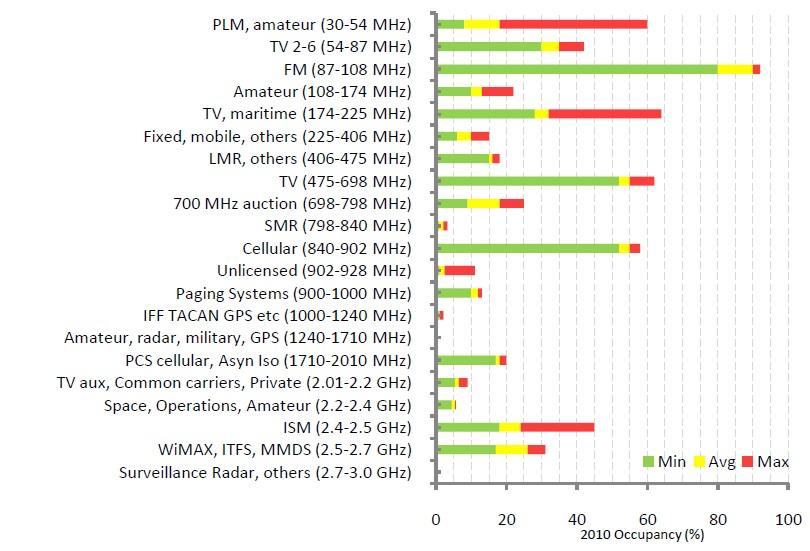 PLM, amateur (30-54 MHz)
TV 2-6 (54-87 MHz)
FM (87-108 MHz)
Amateur (108-174 MHz)
TV, maritime (174-225 MHz)
Fixed, mobile, others (225-406 MHz)
LMR, others (406-475 MHz)
TV (475-698 MHz)
700 MHz auction (698-798 MHz)
SMR (798-840 MHz)
Cellular (840-902 MHz)
Unlicensed (902-928 MHz)
Paging Systems (900-1000 MHz)
IFF TACAN GPS etc (1000-1240 MHz)
Amateur, radar, military, GPS (1240-1710 MHz)
PCS cellular, Asyn Iso (1710-2010 MHz)
TV aux, Common carriers, Private (2.01-2.2 GHz)
Space, Operations, Amateur (2.2-2.4 GHz)
ISM (2.4-2.5 GHz)
WiMAX, ITFS, MMDS (2.5-2.7 GHz)
Surveillance Radar, others (2.7-3.0 GHz)
Min Avg Max
0 20 40 60 80 100
2010 Occupancy (%)